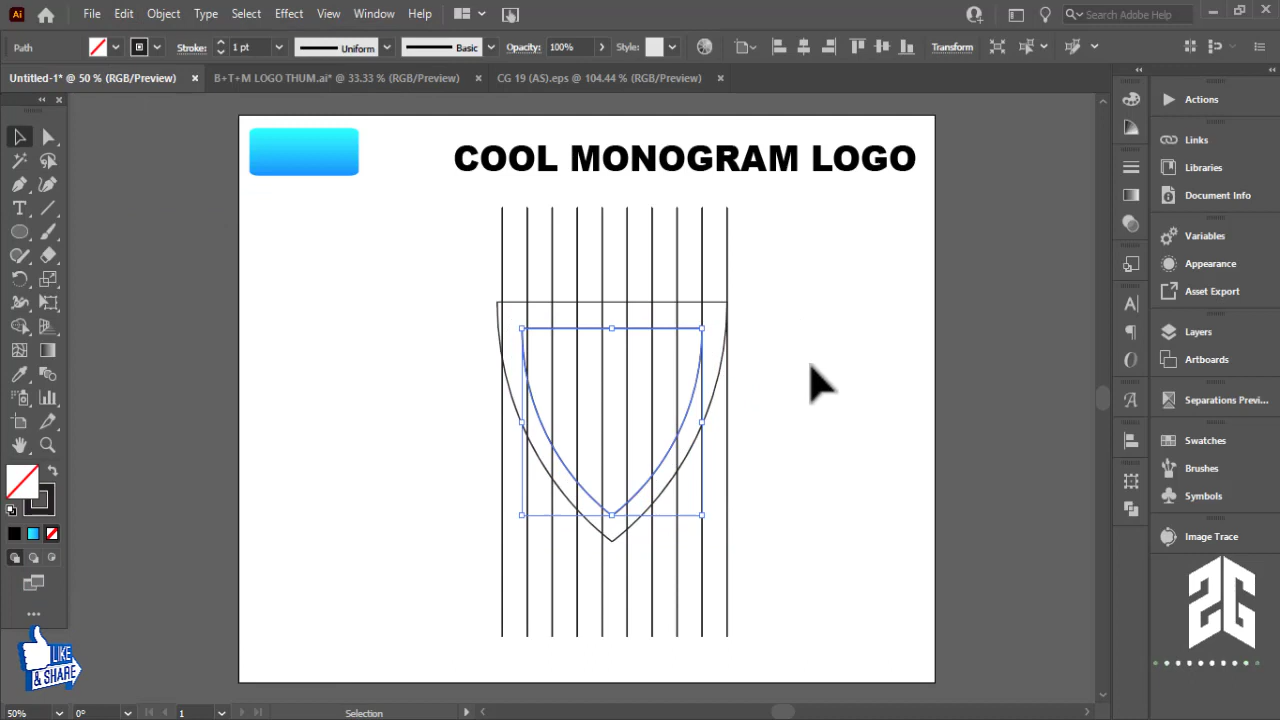 Ai File Edit Object Type Select Effect View Window Help Search Adobe Help
Path Stroke: 1 pt Uniform Basic Opacity: 100% Style: Transform
Untitled-1* @ 50 % (RGB/Preview) B+T+M LOGO THUM.ai* @ 33.33 % (RGB/Preview) CG 19 (AS).eps @ 104.44 % (RGB/Preview)
COOL MONOGRAM LOGO
Actions
Links
Libraries
Document Info
Variables
Appearance
Asset Export
Layers
Artboards
Separations Previ...
Swatches
Brushes
Symbols
Image Trace
2G
LIKE
& SHARE
50% 0° 1 Selection